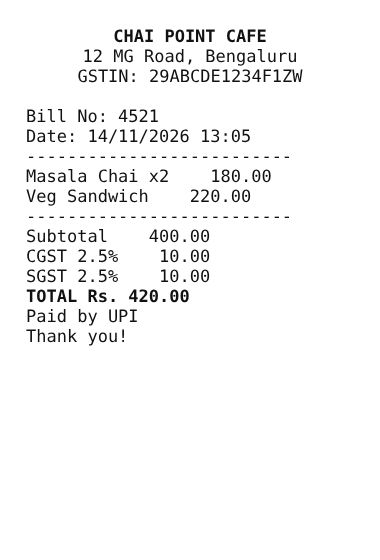 CHAI POINT CAFE
12 MG Road, Bengaluru
GSTIN: 29ABCDE1234F1ZW
Bill No: 4521
Date: 14/11/2026 13:05
--------------------------
Masala Chai x2    180.00
Veg Sandwich    220.00
--------------------------
Subtotal    400.00
CGST 2.5%    10.00
SGST 2.5%    10.00
TOTAL Rs. 420.00
Paid by UPI
Thank you!